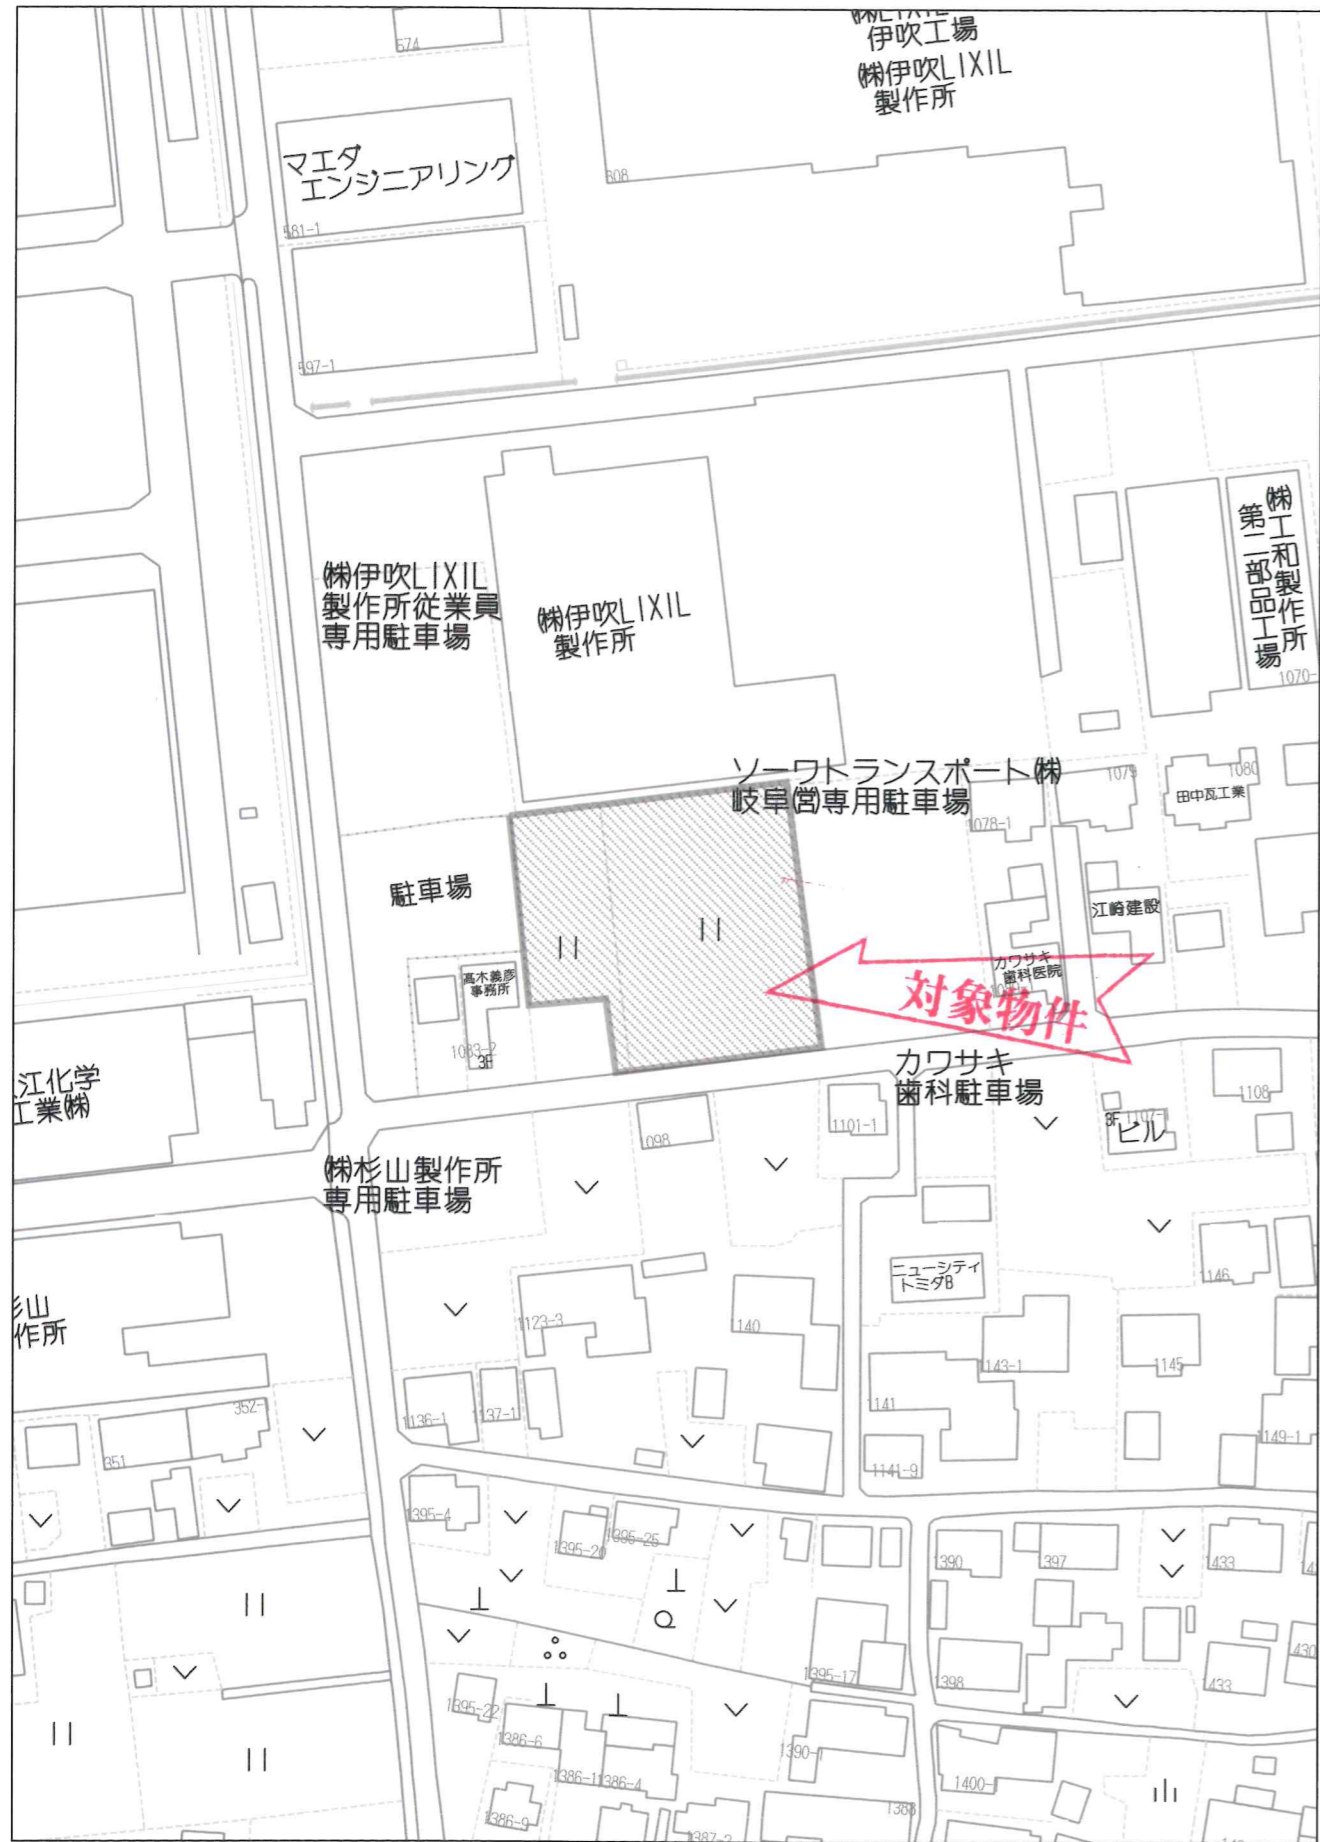 574
伊吹工場
㈱伊吹LIXIL
製作所
マエダ
エンジニアリング
808
581-1
597-1
㈱工和製作所
第二部品工場
1070-
㈱伊吹LIXIL
製作所従業員
専用駐車場
㈱伊吹LIXIL
製作所
ソーワトランスポート㈱
岐阜㈾専用駐車場
1079
1080
田中瓦工業
1078-1
駐車場
江崎建設
カワサキ
歯科医院
髙木義彦
事務所
対象物件
1083-2
3F
カワサキ
歯科駐車場
江化学
工業㈱
1098
1101-1
3F
1107-1
ビル
1108
㈱杉山製作所
専用駐車場
杉山
作所
ニューシティ
トミダB
1146
1123-3
1140
1143-1
1145
1136-1
1137-1
1141
352-
351
1149-1
1141-9
1395-4
1395-20
1395-25
1390
1397
1433
1395-17
1398
1433
430
1395-22
1386-6
1390-1
1386-1
1386-4
1400-
1386-9
1387-2
1388